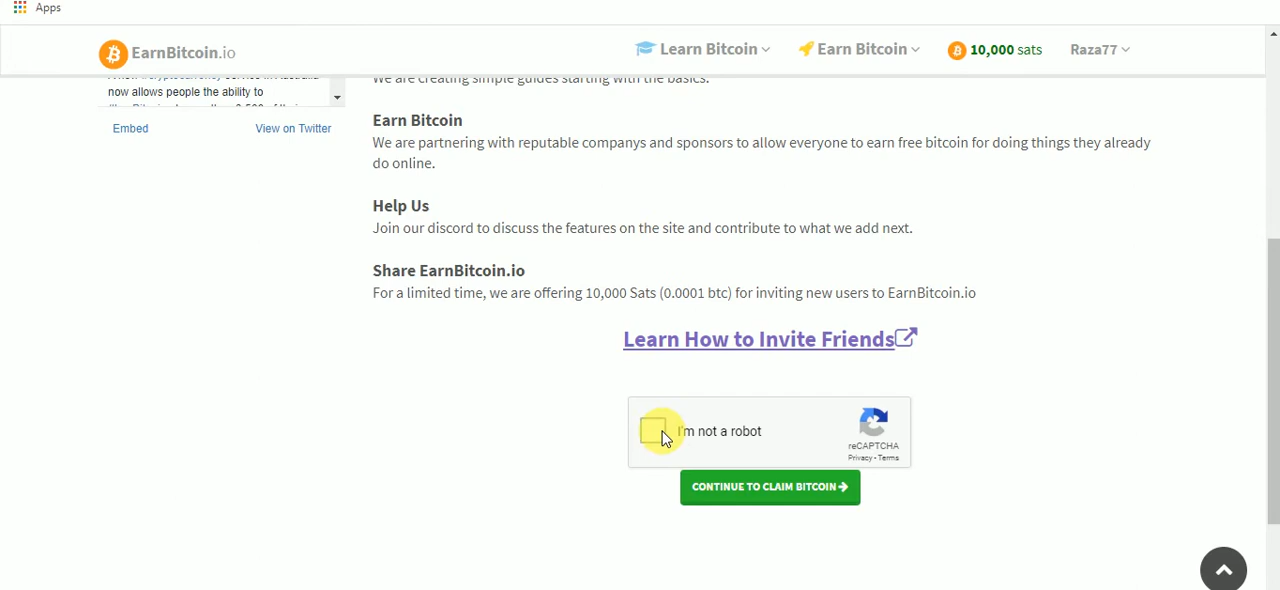 Apps
EarnBitcoin.io
Learn Bitcoin
Earn Bitcoin
10,000 sats
Raza77
We are creating simple guides starting with the basics.
now allows people the ability to
Embed
View on Twitter
Earn Bitcoin
We are partnering with reputable companys and sponsors to allow everyone to earn free bitcoin for doing things they already
do online.
Help Us
Join our discord to discuss the features on the site and contribute to what we add next.
Share EarnBitcoin.io
For a limited time, we are offering 10,000 Sats (0.0001 btc) for inviting new users to EarnBitcoin.io
Learn How to Invite Friends
I'm not a robot
reCAPTCHA
Privacy - Terms
CONTINUE TO CLAIM BITCOIN